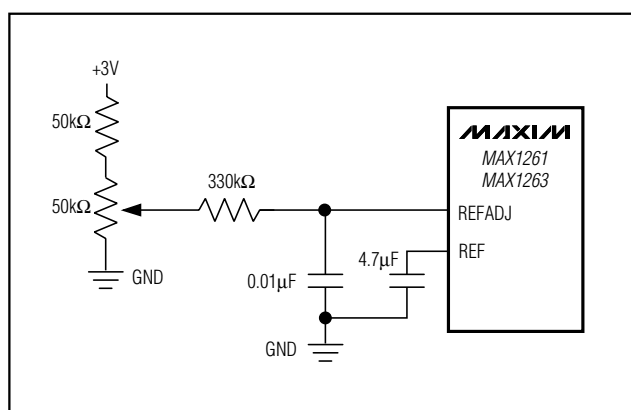 +3V
50kΩ
50kΩ
330kΩ
GND
0.01μF
4.7μF
GND
MAXIM
MAX1261
MAX1263
REFADJ
REF